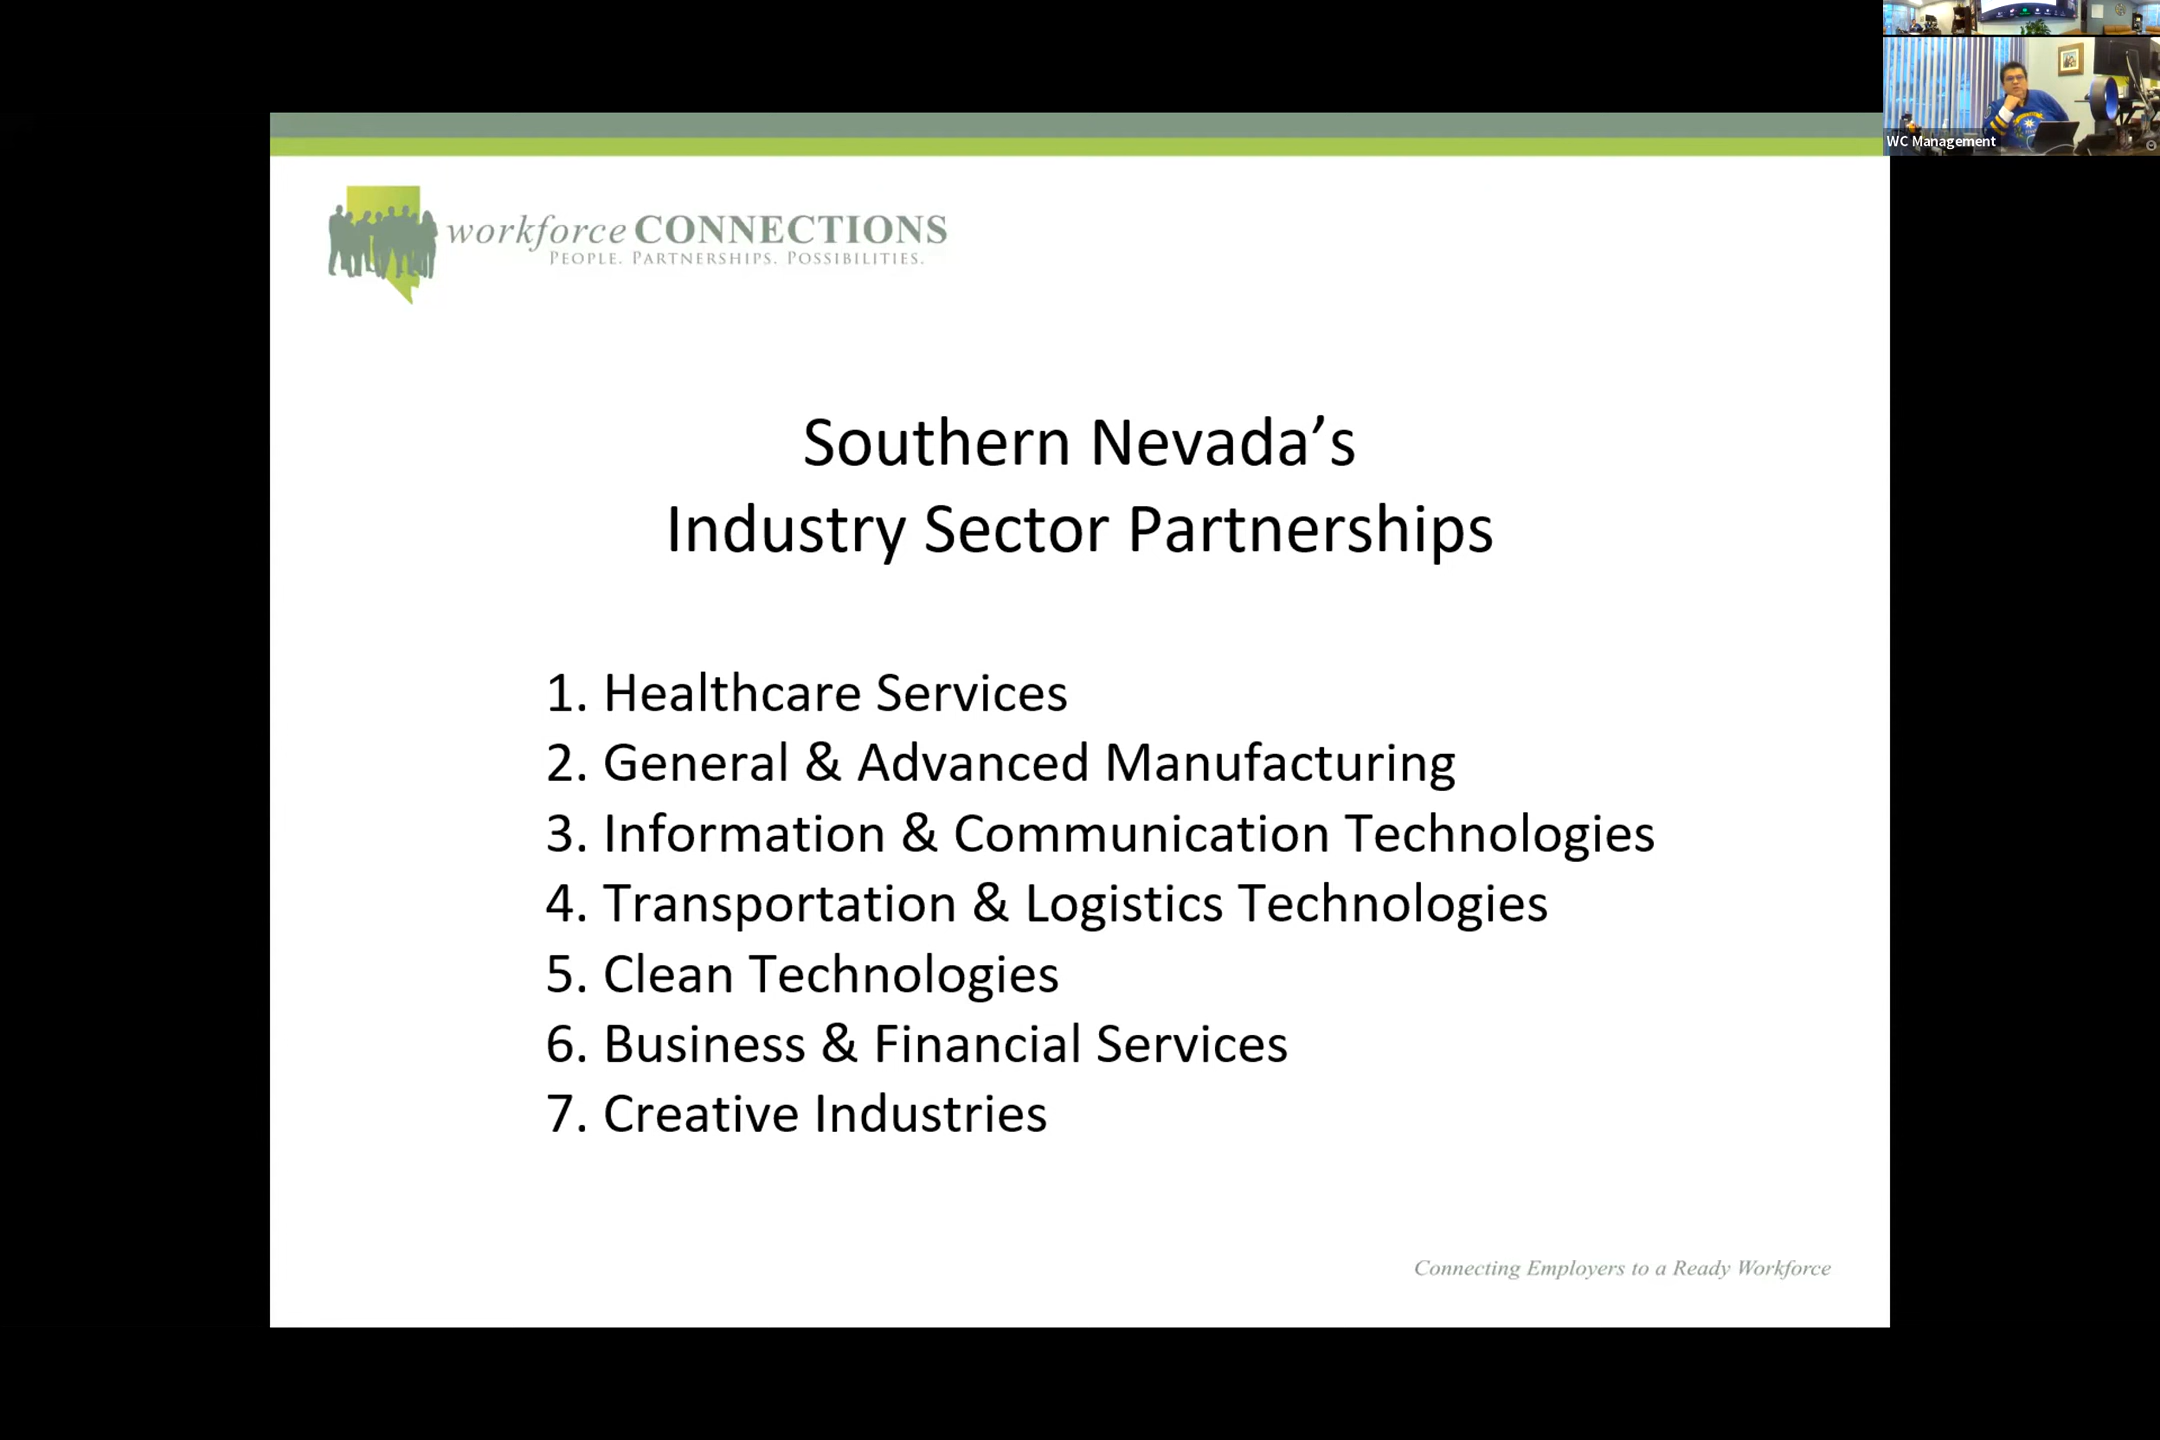 WC Management
workforce CONNECTIONS
PEOPLE. PARTNERSHIPS. POSSIBILITIES.
Southern Nevada’s
Industry Sector Partnerships
1. Healthcare Services
2. General & Advanced Manufacturing
3. Information & Communication Technologies
4. Transportation & Logistics Technologies
5. Clean Technologies
6. Business & Financial Services
7. Creative Industries
Connecting Employers to a Ready Workforce